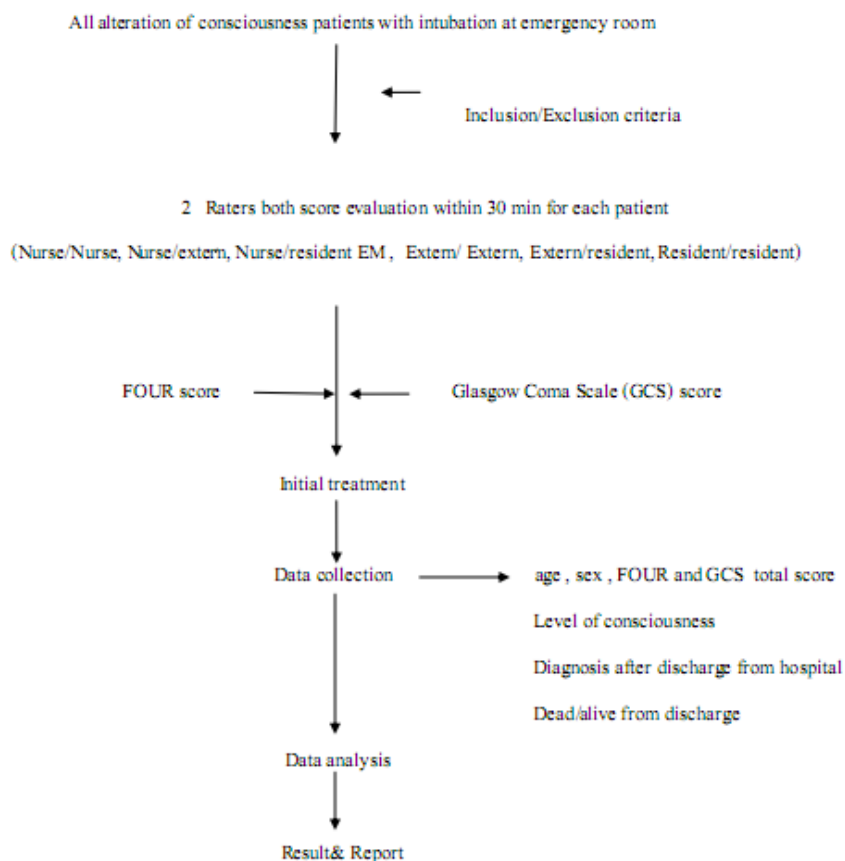 All alteration of consciousness patients with intubation at emergency room
Inclusion/Exclusion criteria
2 Raters both score evaluation within 30 min for each patient
(Nurse/Nurse, Nurse/extern, Nurse/resident EM , Extern/ Extern, Extern/resident, Resident/resident)
FOUR score
Glasgow Coma Scale (GCS) score
Initial treatment
Data collection
age , sex , FOUR and GCS total score
Level of consciousness
Diagnosis after discharge from hospital
Dead/alive from discharge
Data analysis
Result& Report